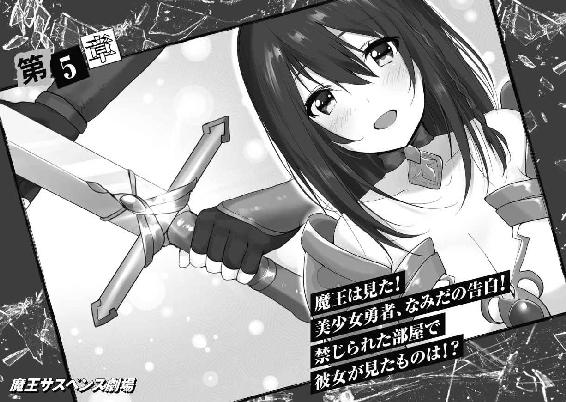 第5章
魔王は見た!
美少女勇者、なみだの告白!
禁じられた部屋で
彼女が見たものは!?
魔王サスペンス劇場